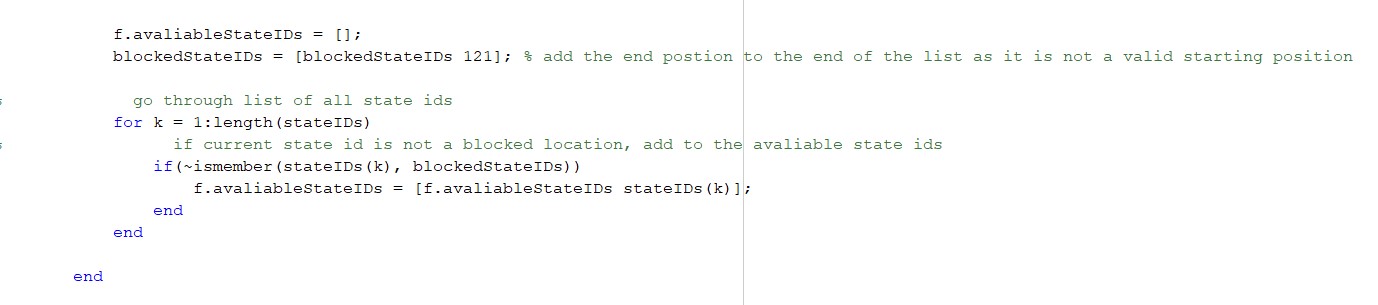 f.avaliableStateIDs = [];
blockedStateIDs = [blockedStateIDs 121]; % add the end postion to the end of the list as it is not a valid starting position
go through list of all state ids
for k = 1:length(stateIDs)
if current state id is not a blocked location, add to the avaliable state ids
if(~ismember(stateIDs(k), blockedStateIDs))
f.avaliableStateIDs = [f.avaliableStateIDs stateIDs(k)];
end
end
end